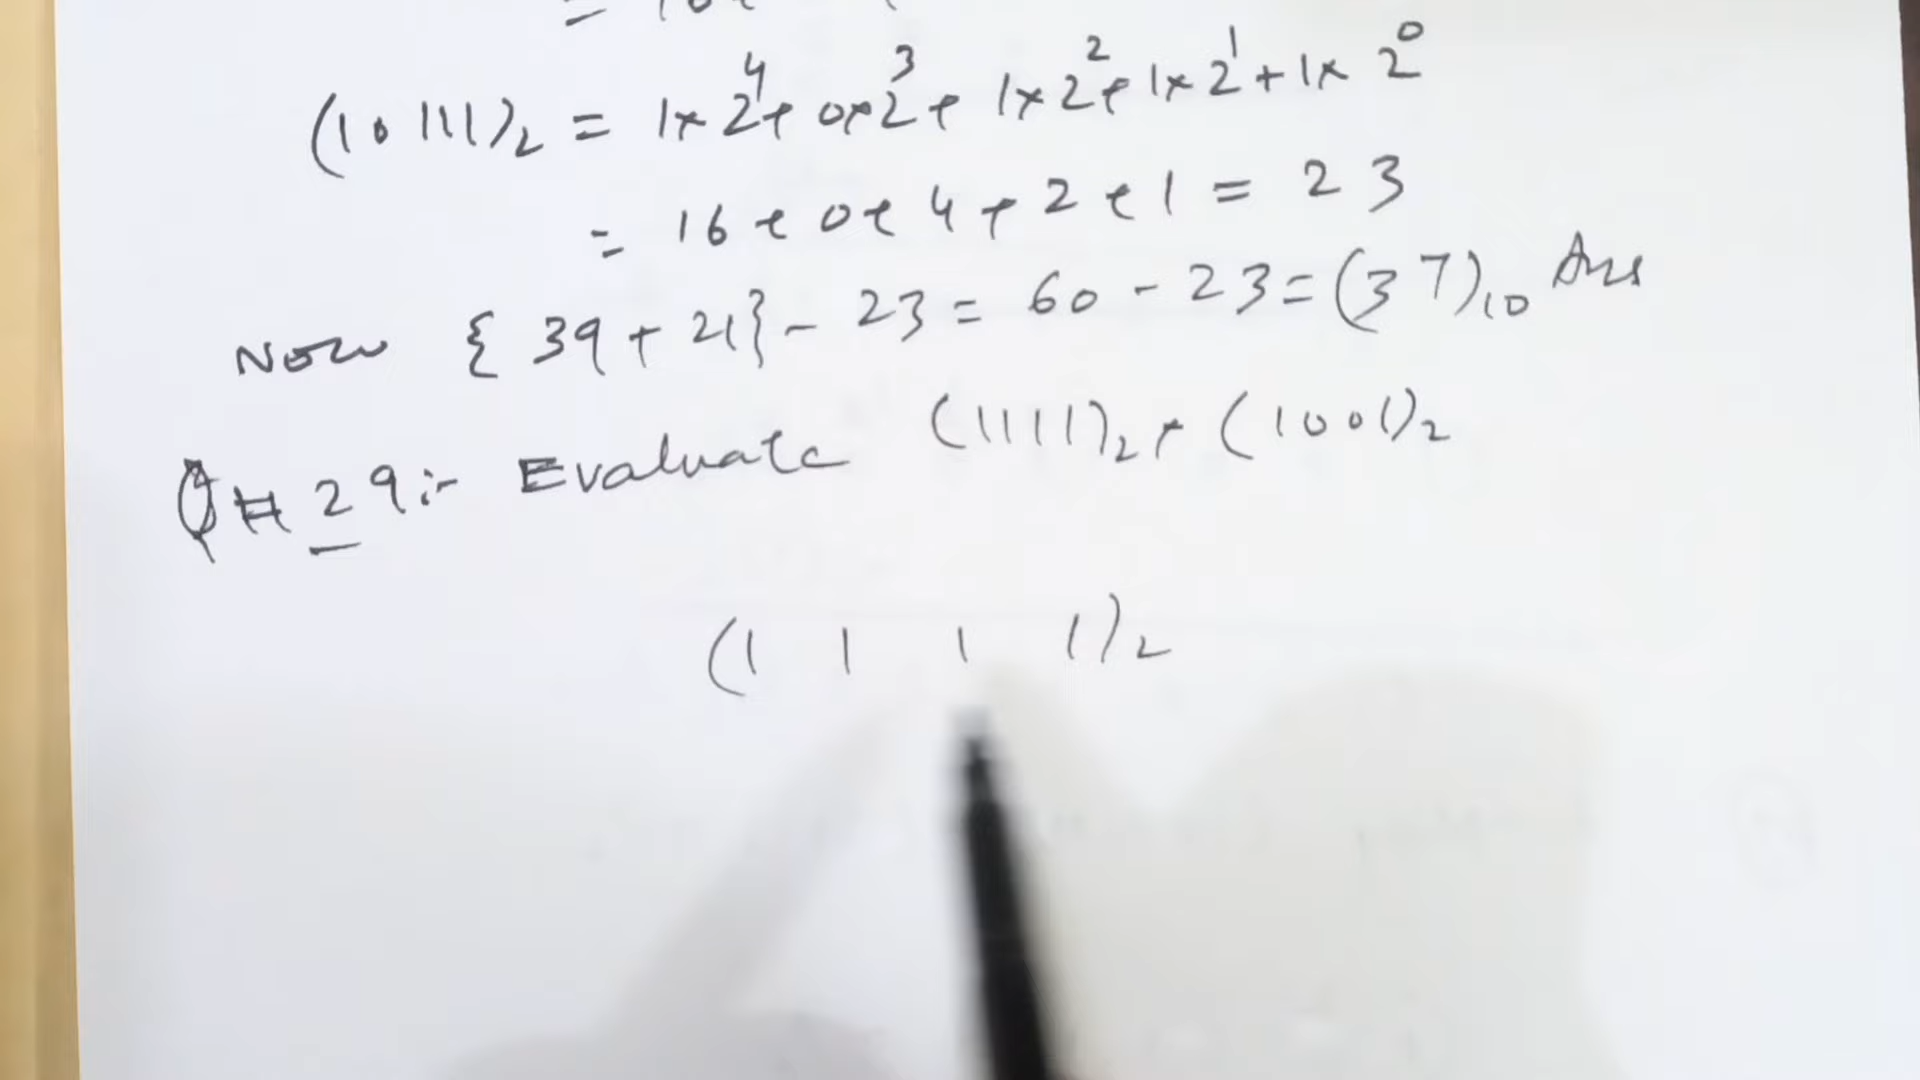 (10111)₂ = 1×2⁴+ 0×2³+ 1×2²+1×2¹+1× 2⁰
= 16+0+4+2+1= 23
Now {39+21}-23= 60-23=(37)₁₀ Ans
Q# 29:- Evaluate (1111)₂+(1001)₂
(1 1 1 1)₂